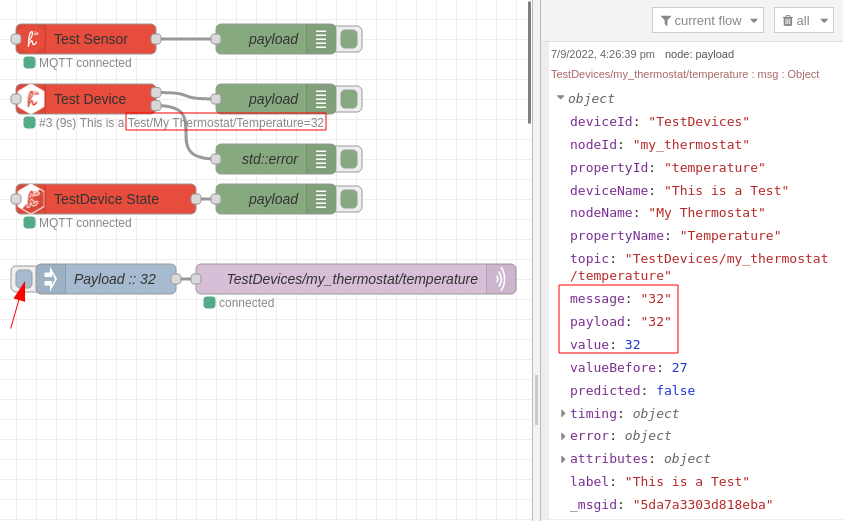 Test Sensor
payload
MQTT connected
Test Device
payload
#3 (9s) This is a Test/My Thermostat/Temperature=32
std::error
TestDevice State
payload
MQTT connected
Payload :: 32
TestDevices/my_thermostat/temperature
connected
current flow
all
7/9/2022, 4:26:39 pm node: payload
TestDevices/my_thermostat/temperature : msg : Object
object
deviceId: "TestDevices"
nodeId: "my_thermostat"
propertyId: "temperature"
deviceName: "This is a Test"
nodeName: "My Thermostat"
propertyName: "Temperature"
topic: "TestDevices/my_thermostat
/temperature"
message: "32"
payload: "32"
value: 32
valueBefore: 27
predicted: false
timing: object
error: object
attributes: object
label: "This is a Test"
_msgid: "5da7a3303d818eba"